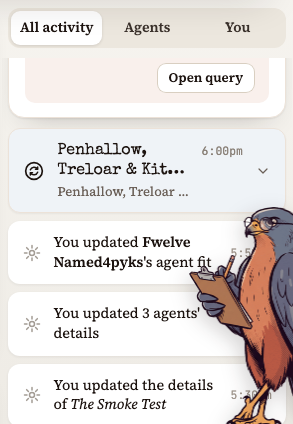 All activity Agents You
Open query
Penhallow, 6:00pm
Treloar & Kit...
Penhallow, Treloar ...
You updated Fwelve
Named4pyks's agent fit
You updated 3 agents'
details
You updated the details
of The Smoke Test